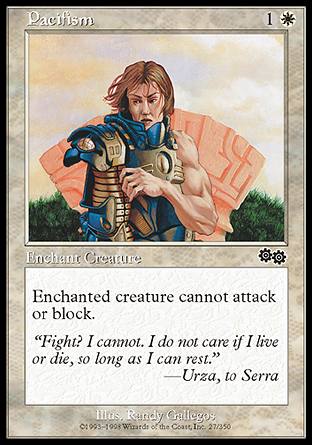 Pacifism 1
Enchant Creature
Enchanted creature cannot attack
or block.
“Fight? I cannot. I do not care if I live
or die, so long as I can rest.”
—Urza, to Serra
Illus. Randy Gallegos
©1993–1998 Wizards of the Coast, Inc. 27/350